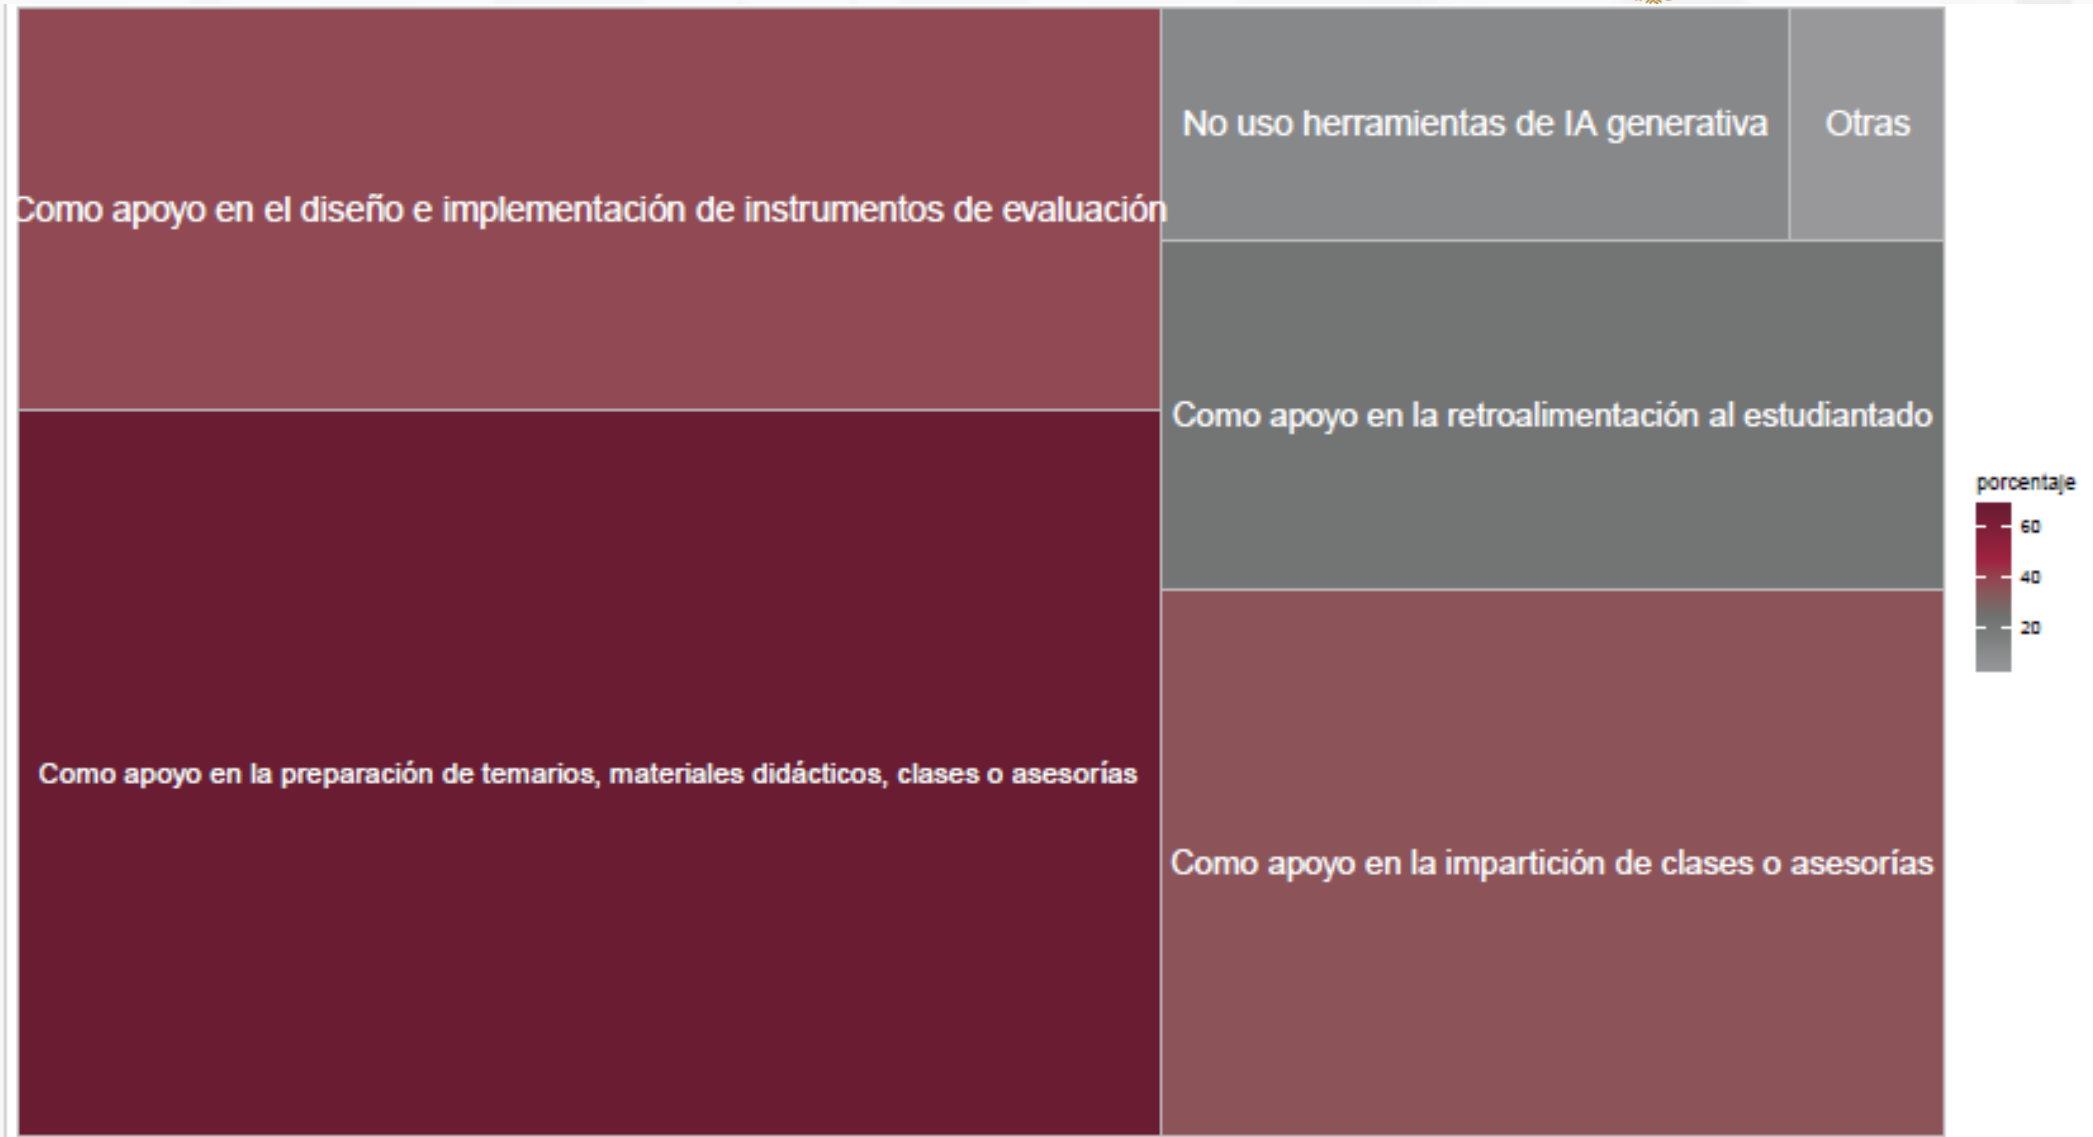 Como apoyo en el diseño e implementación de instrumentos de evaluación
Como apoyo en la preparación de temarios, materiales didácticos, clases o asesorías
No uso herramientas de IA generativa
Otras
Como apoyo en la retroalimentación al estudiantado
Como apoyo en la impartición de clases o asesorías
porcentaje
60
40
20